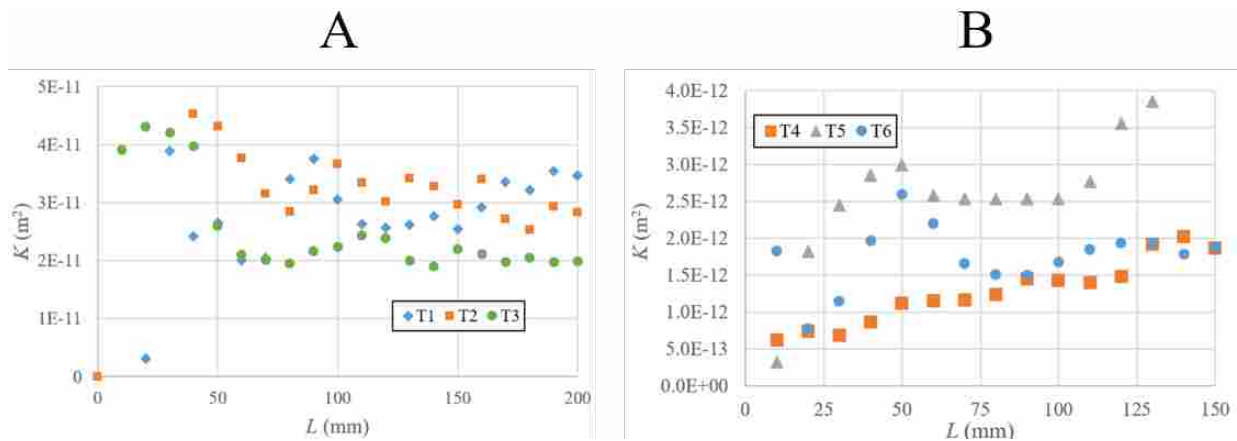 A
B
5E-11
4E-11
3E-11
2E-11
1E-11
0
K (m²)
0
50
100
150
200
L (mm)
T1 T2 T3
4.0E-12
3.5E-12
3.0E-12
2.5E-12
2.0E-12
1.5E-12
1.0E-12
5.0E-13
0.0E+00
K (m²)
0
25
50
75
100
125
150
L (mm)
T4 T5 T6